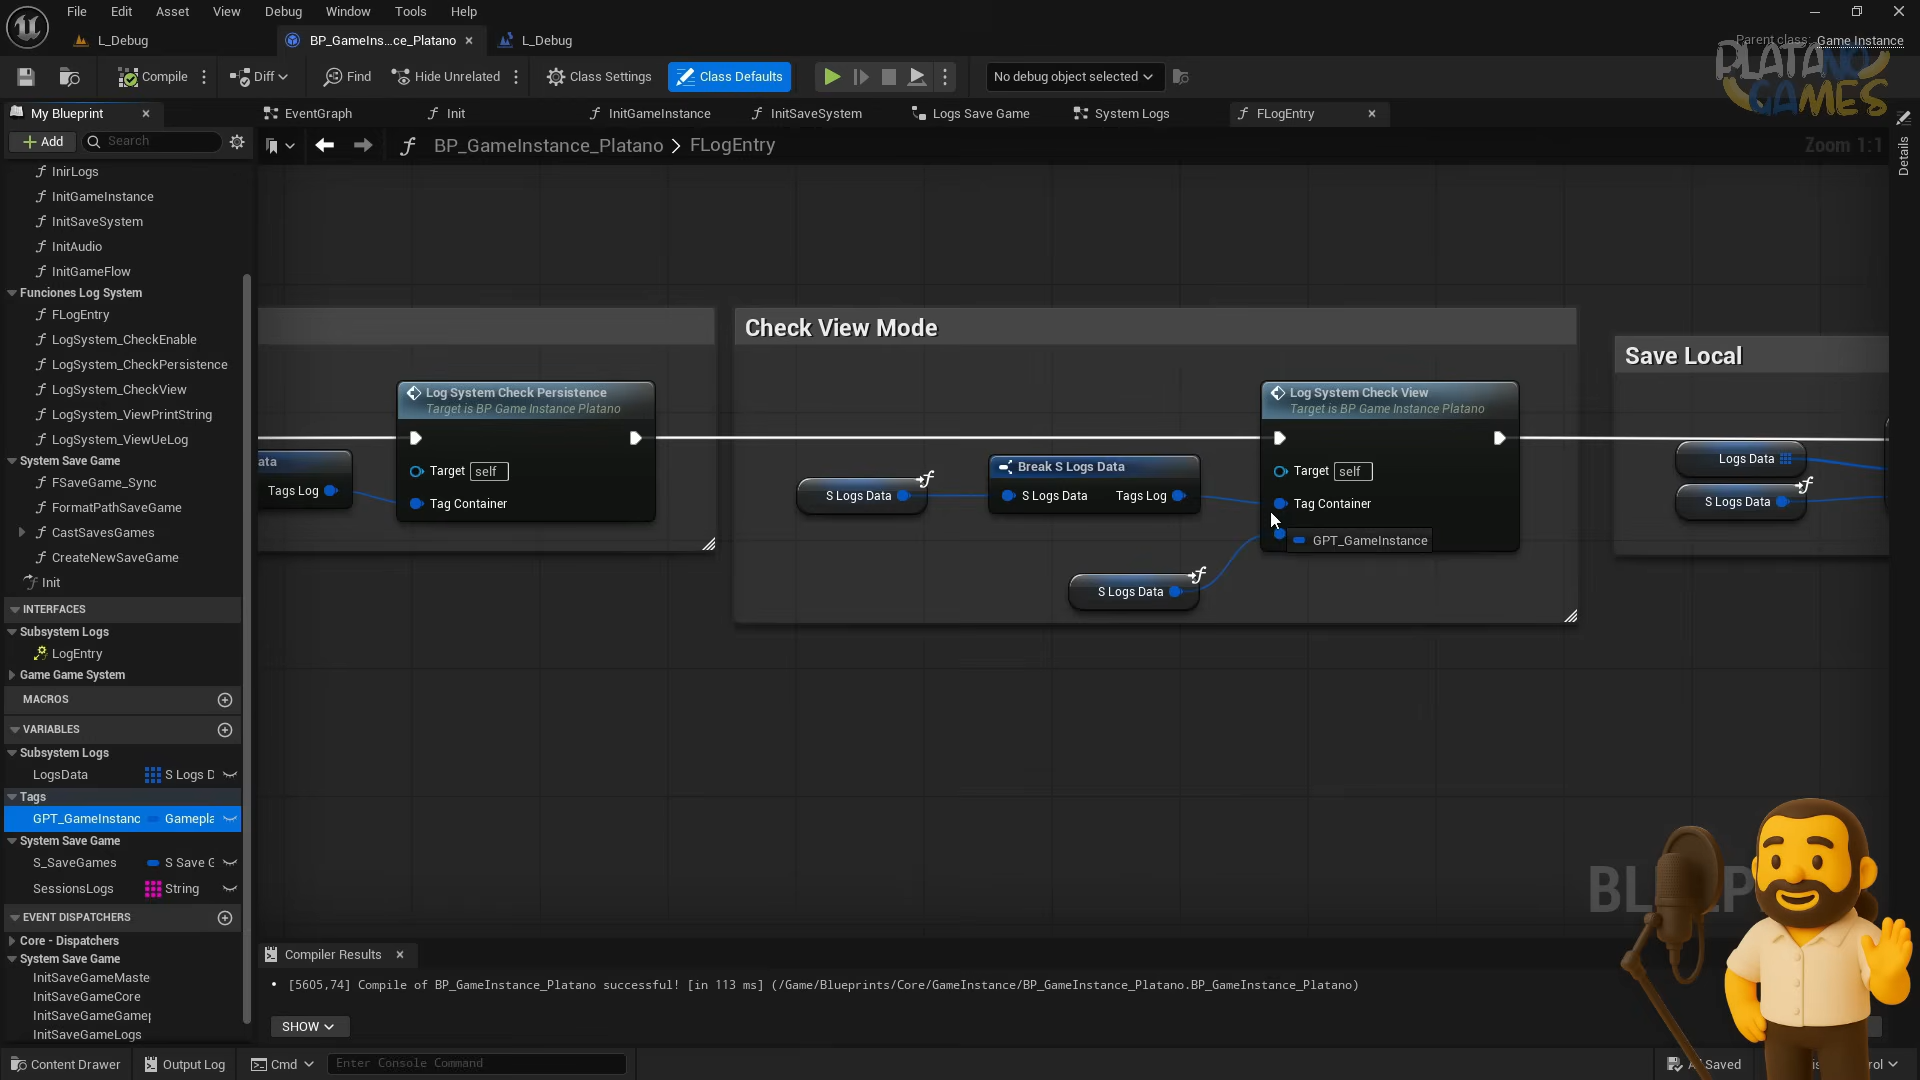 File Edit Asset View Debug Window Tools Help
L_Debug
BP_GameIns...ce_Platano
L_Debug
Parent class: Game Instance
PLATANO
GAMES
Compile
Diff
Find
Hide Unrelated
Class Settings
Class Defaults
No debug object selected
My Blueprint
EventGraph
Init
InitGameInstance
InitSaveSystem
Logs Save Game
System Logs
FLogEntry
Add
Search
BP_GameInstance_Platano > FLogEntry
Zoom 1:1
Details
InirLogs
InitGameInstance
InitSaveSystem
InitAudio
InitGameFlow
Funciones Log System
FLogEntry
LogSystem_CheckEnable
LogSystem_CheckPersistence
LogSystem_CheckView
LogSystem_ViewPrintString
LogSystem_ViewUeLog
System Save Game
FSaveGame_Sync
FormatPathSaveGame
CastSavesGames
CreateNewSaveGame
Init
INTERFACES
Subsystem Logs
LogEntry
Game Game System
MACROS
VARIABLES
Subsystem Logs
LogsData S Logs D
Tags
GPT_GameInstanc Gamepla
System Save Game
S_SaveGames S Save G
SessionsLogs String
EVENT DISPATCHERS
Core - Dispatchers
System Save Game
InitSaveGameMaste
InitSaveGameCore
InitSaveGameGamep
InitSaveGameLogs
ata
Tags Log
Log System Check Persistence
Target is BP Game Instance Platano
Target self
Tag Container
Check View Mode
S Logs Data
Break S Logs Data
S Logs Data Tags Log
S Logs Data
Log System Check View
Target is BP Game Instance Platano
Target self
Tag Container
GPT_GameInstance
Save Local
Logs Data
S Logs Data
Compiler Results
[5605,74] Compile of BP_GameInstance_Platano successful! [in 113 ms] (/Game/Blueprints/Core/GameInstance/BP_GameInstance_Platano.BP_GameInstance_Platano)
SHOW
Content Drawer
Output Log
Cmd
Enter Console Command
Saved